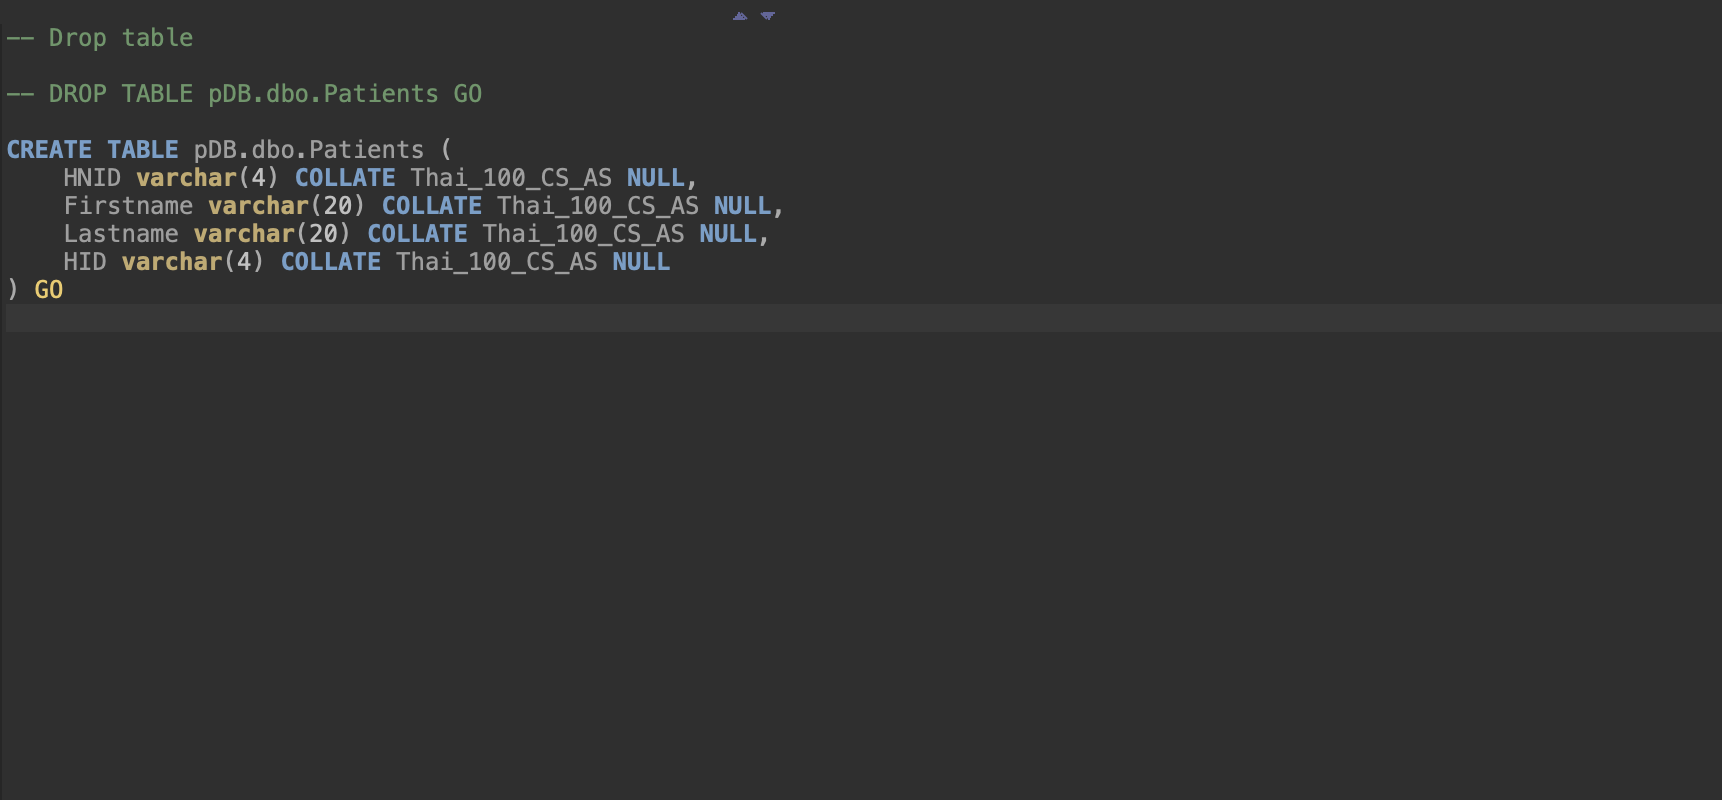 -- Drop table
-- DROP TABLE pDB.dbo.Patients GO
CREATE TABLE pDB.dbo.Patients (
HNID varchar(4) COLLATE Thai_100_CS_AS NULL,
Firstname varchar(20) COLLATE Thai_100_CS_AS NULL,
Lastname varchar(20) COLLATE Thai_100_CS_AS NULL,
HID varchar(4) COLLATE Thai_100_CS_AS NULL
) GO